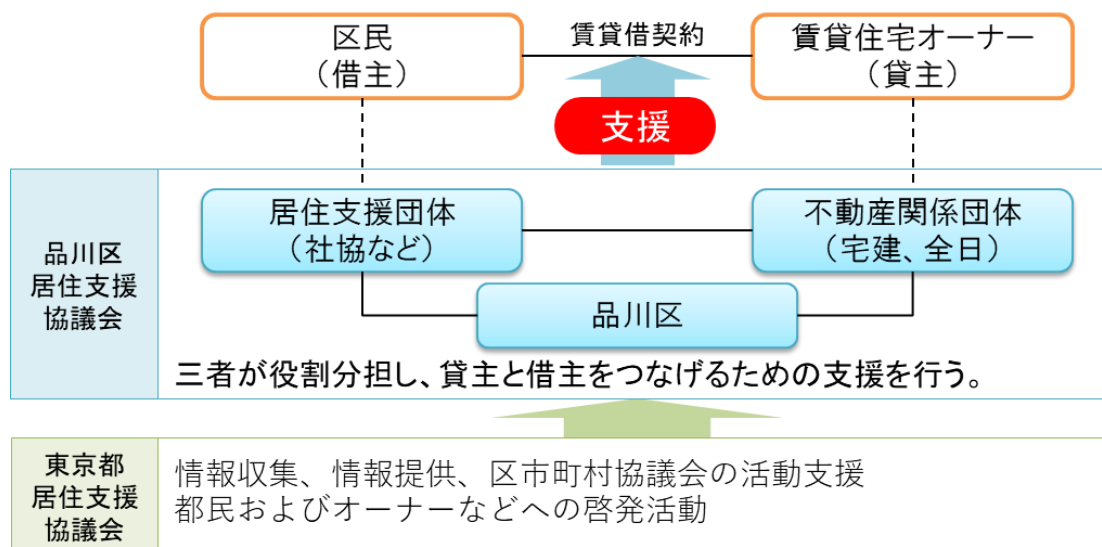 区民
(借主)
賃貸借契約
賃貸住宅オーナー
(貸主)
支援
品川区
居住支援
協議会
居住支援団体
(社協など)
不動産関係団体
(宅建、全日)
品川区
三者が役割分担し、貸主と借主をつなげるための支援を行う。
東京都
居住支援
協議会
情報収集、情報提供、区市町村協議会の活動支援
都民およびオーナーなどへの啓発活動